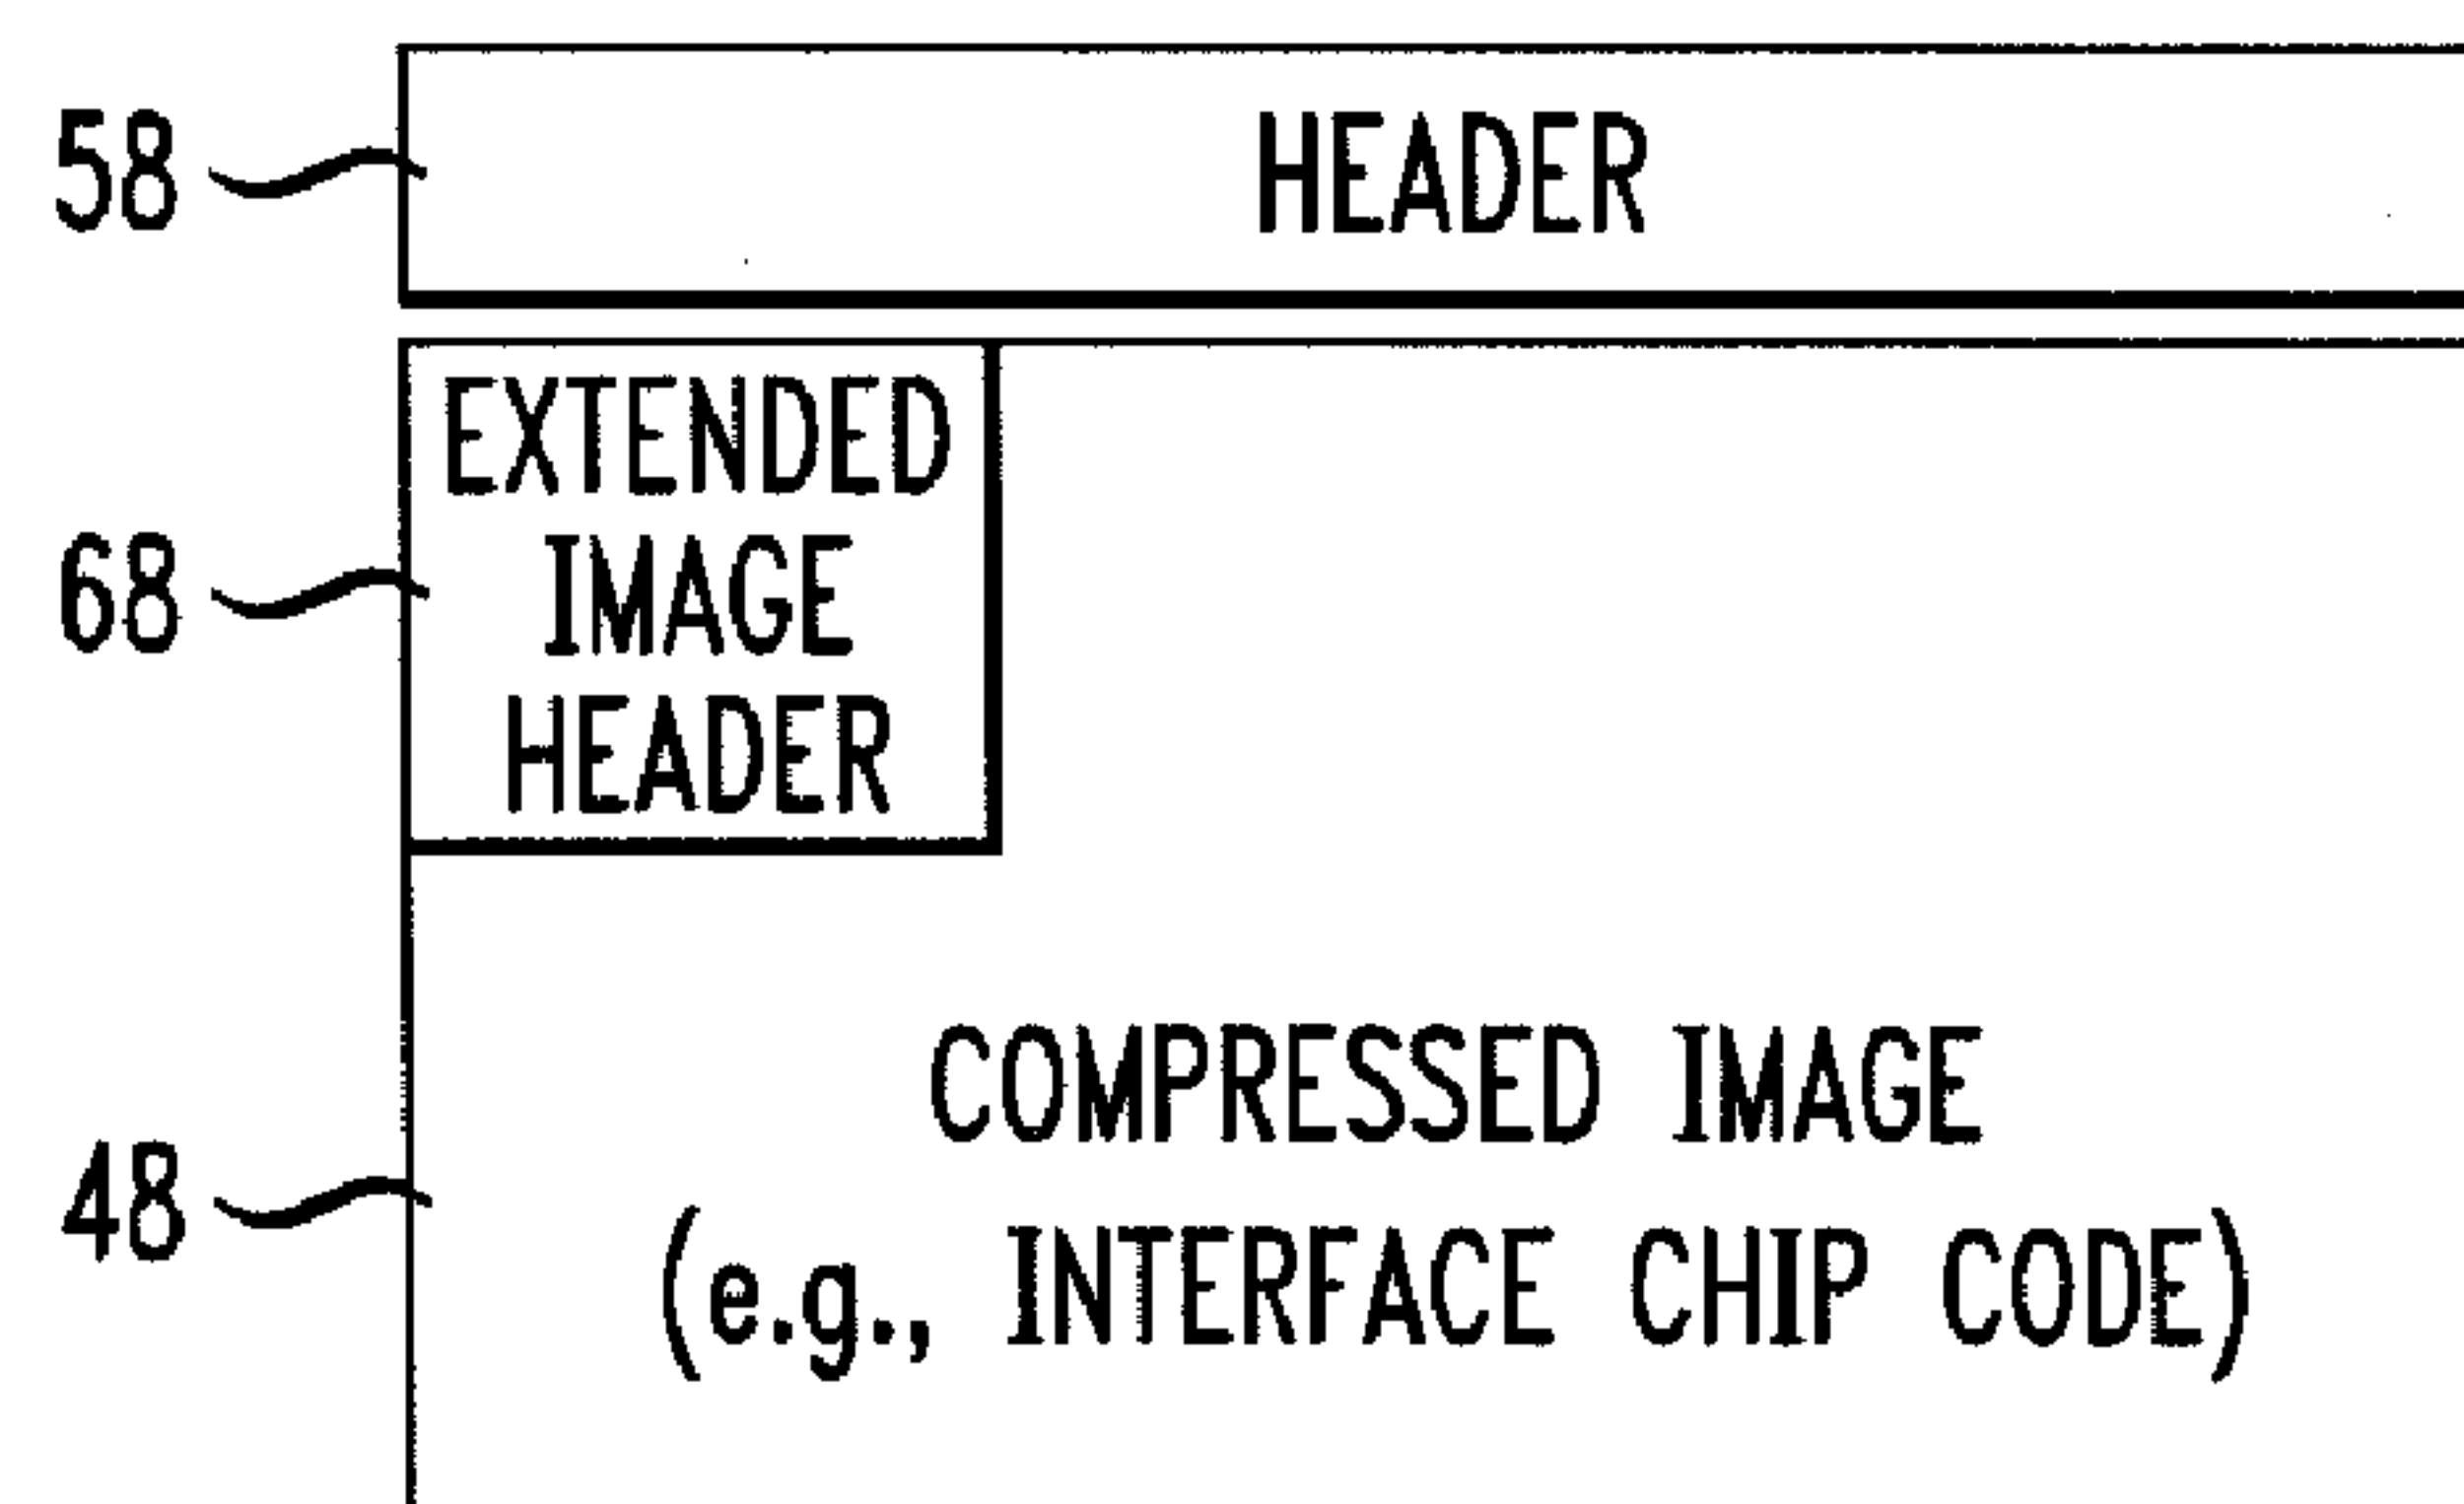 58 HEADER
EXTENDED
68 IMAGE
HEADER
COMPRESSED IMAGE
48
(e.g., INTERFACE CHIP CODE)